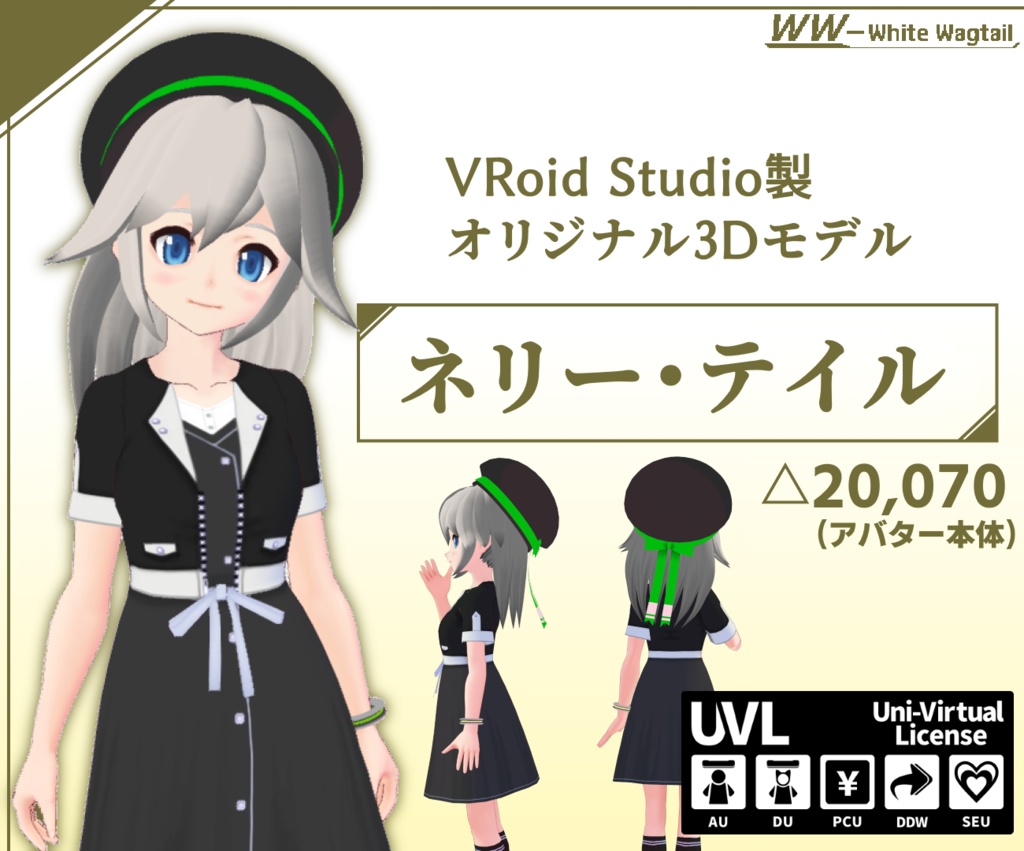 WW-White Wagtail
VRoid Studio製
オリジナル3Dモデル
ネリー・テイル
△20,070
(アバター本体)
UVL
Uni-Virtual
License
AU DU PCU DDW SEU
¥